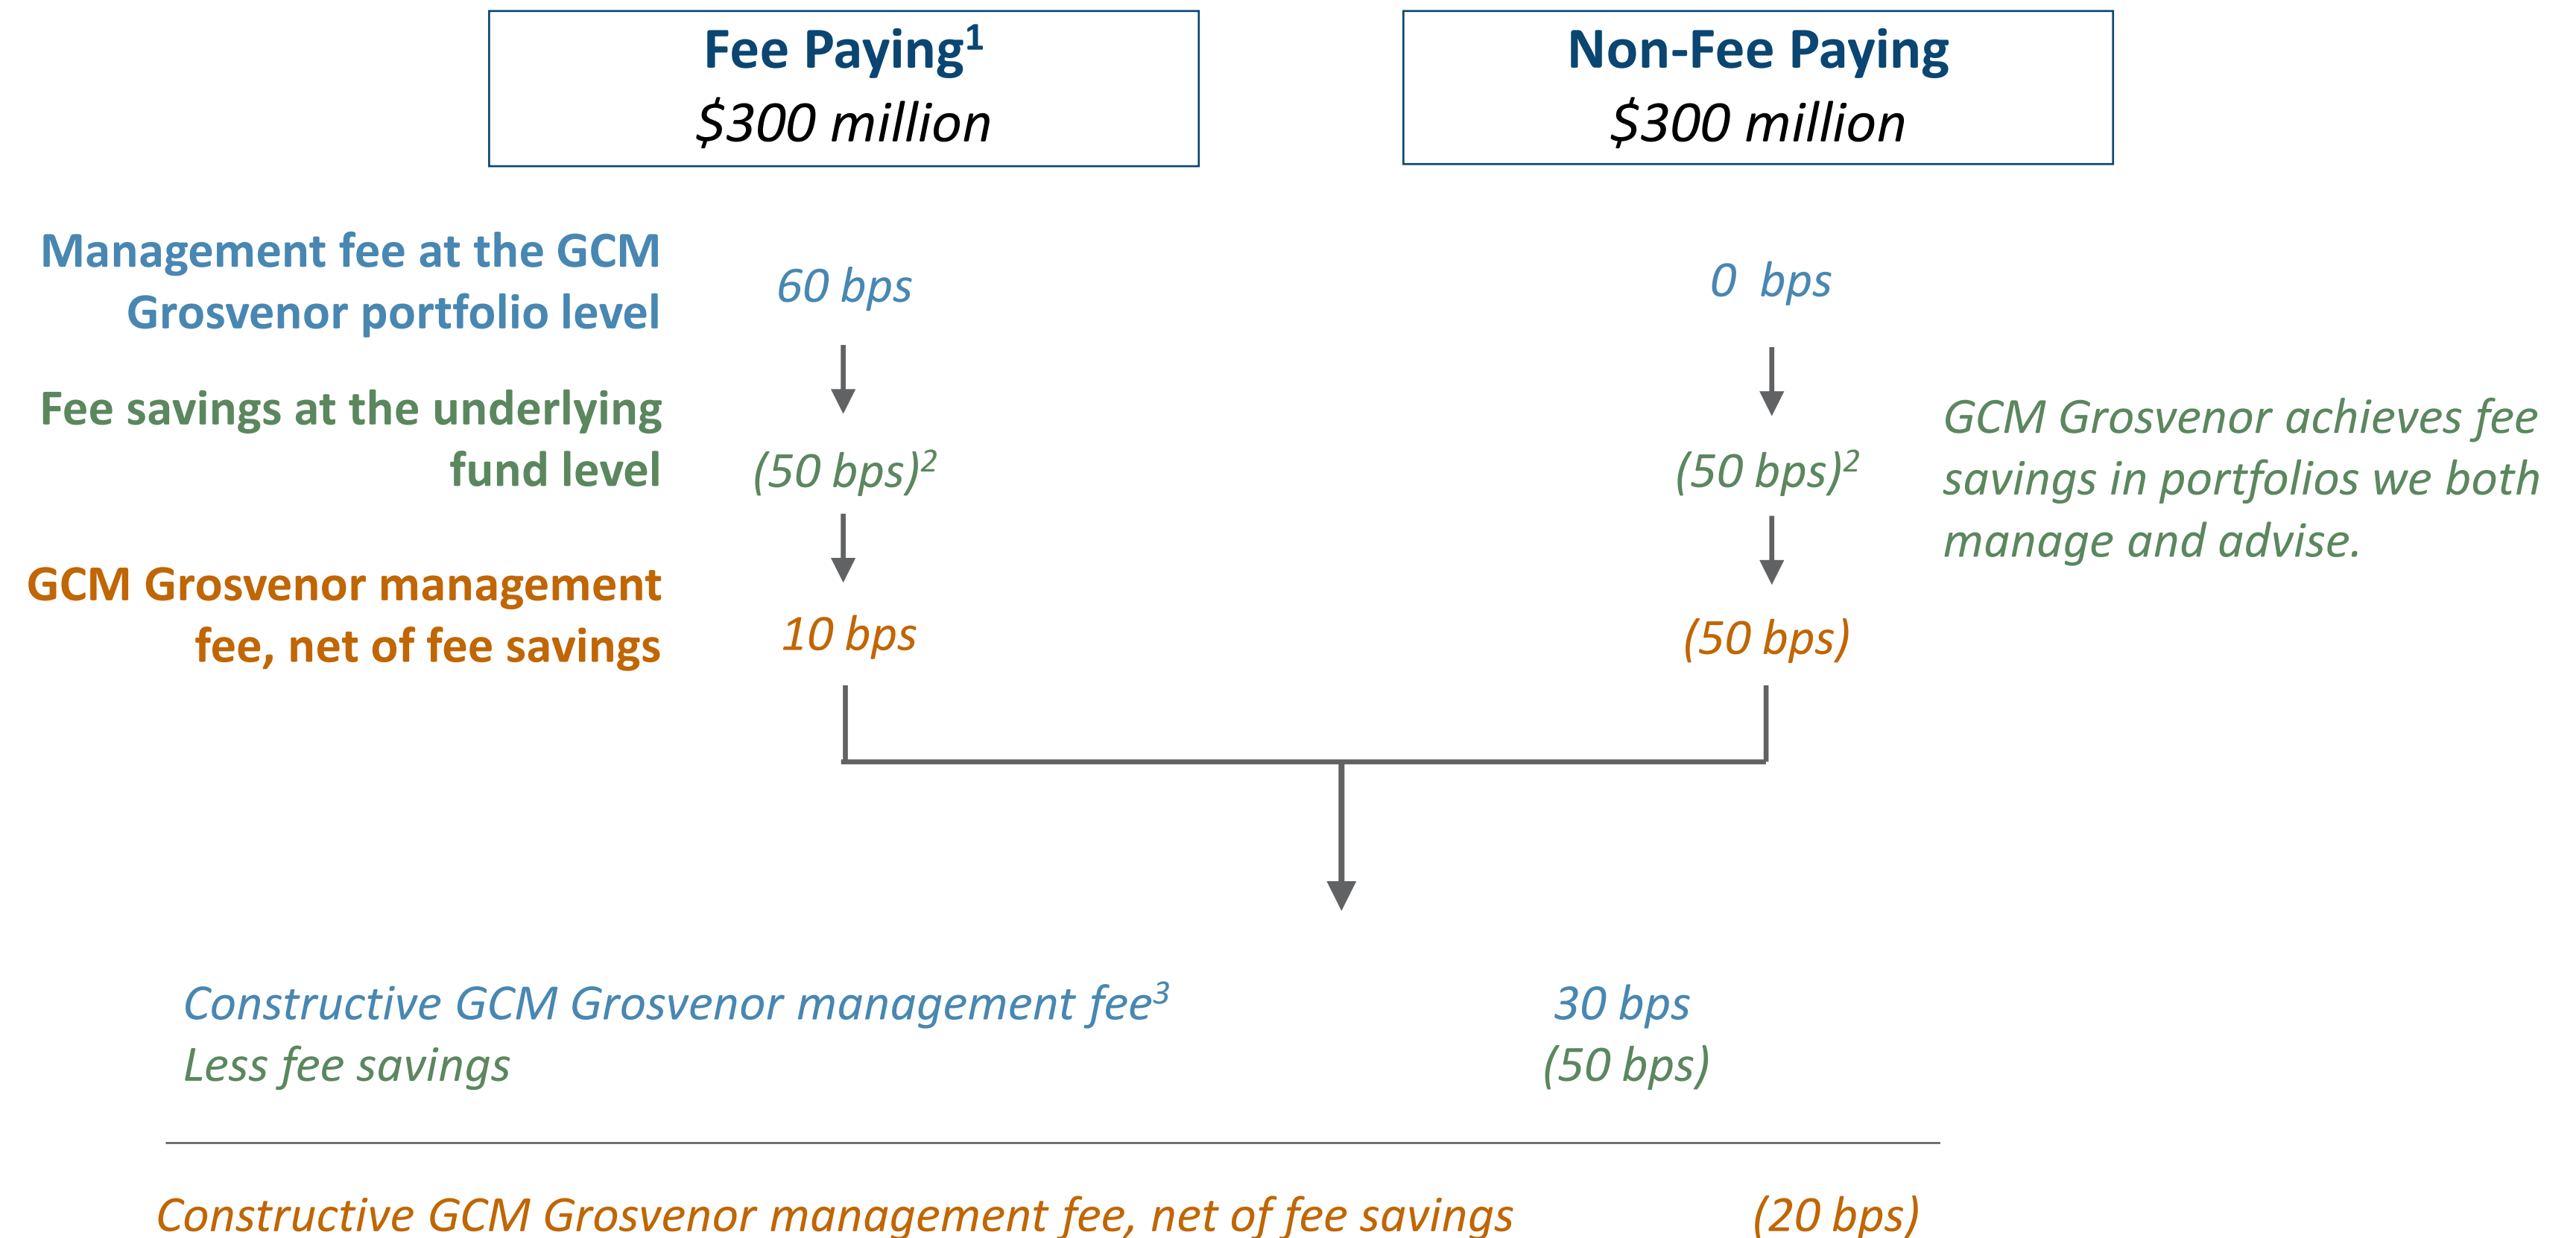 Fee Paying¹
$300 million
Non-Fee Paying
$300 million
Management fee at the GCM
Grosvenor portfolio level
60 bps
0 bps
Fee savings at the underlying
fund level
(50 bps)²
(50 bps)²
GCM Grosvenor achieves fee
savings in portfolios we both
manage and advise.
GCM Grosvenor management
fee, net of fee savings
10 bps
(50 bps)
Constructive GCM Grosvenor management fee³
30 bps
Less fee savings
(50 bps)
Constructive GCM Grosvenor management fee, net of fee savings
(20 bps)